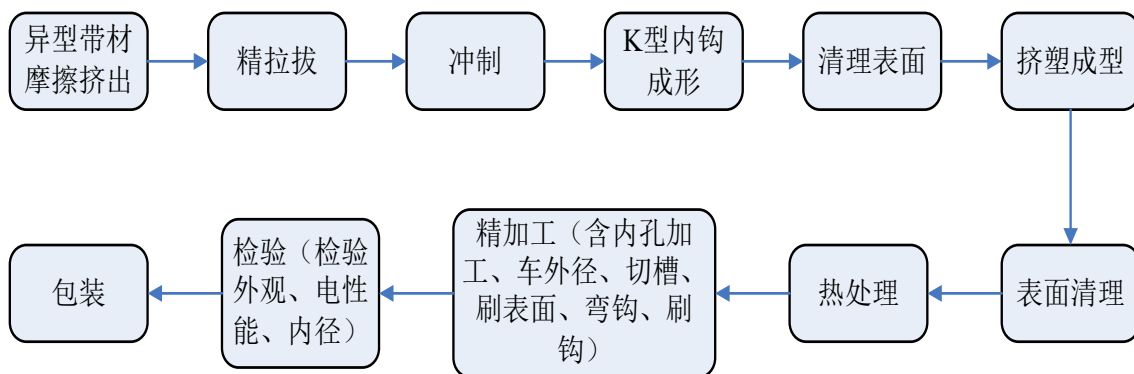 异型带材
摩擦挤出
精拉拔
冲制
K型内钩
成形
清理表面
挤塑成型
表面清理
热处理
精加工（含内孔加
工、车外径、切槽、
刷表面、弯钩、刷
钩）
检验（检验
外观、电性
能、内径）
包装